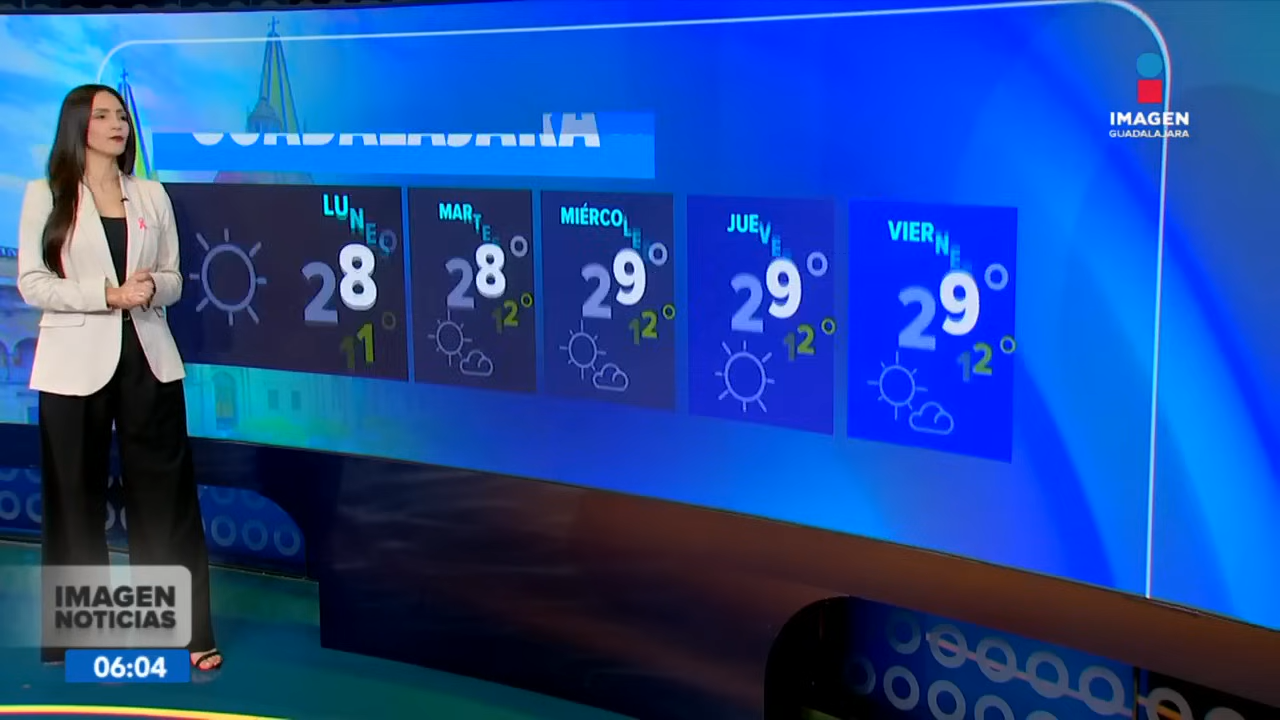 IMAGEN
GUADALAJARA
GUADALAJARA
LUNES
28°
11°
MARTES
28°
12°
MIÉRCOLES
29°
12°
JUEVES
29°
12°
VIERNES
29°
12°
IMAGEN
NOTICIAS
06:04